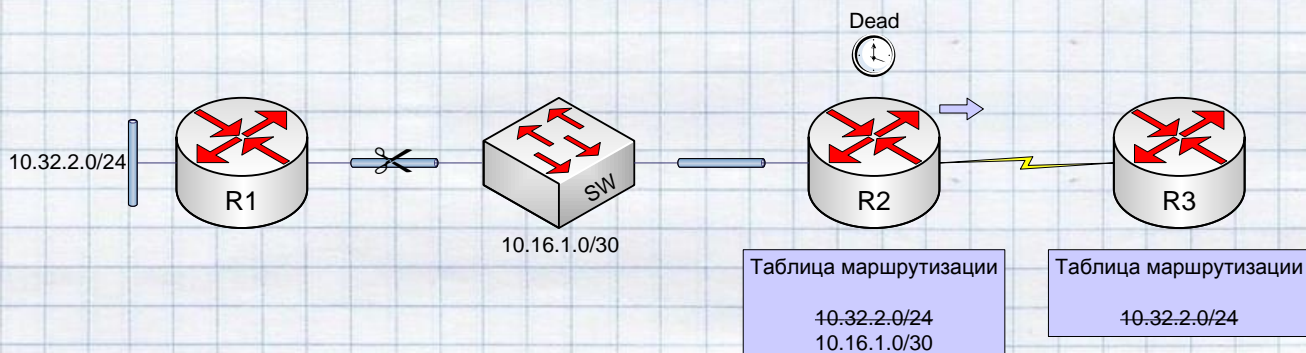 Dead
10.32.2.0/24
R1
SW
10.16.1.0/30
R2
R3
Таблица маршрутизации
10.32.2.0/24
10.16.1.0/30
Таблица маршрутизации
10.32.2.0/24